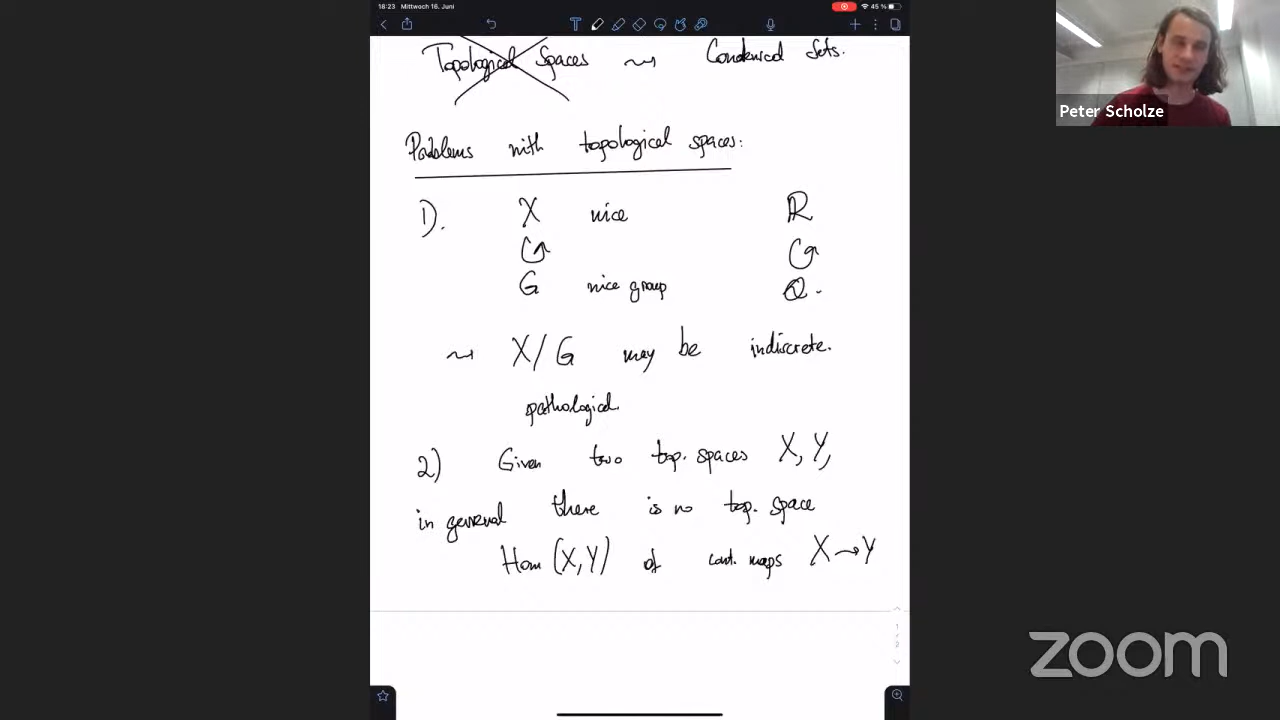 16:23 Mittwoch 16. Juni
45 %
Topological Spaces ⇝ Condensed Sets.
Problems with topological spaces:
1). X nice ℝ
G nice group ℚ.
⇝ X/G may be indiscrete.
pathological.
2) Given two top. spaces X, Y,
in general there is no top. space
Hom (X,Y) of cont. maps X → Y
Peter Scholze
zoom